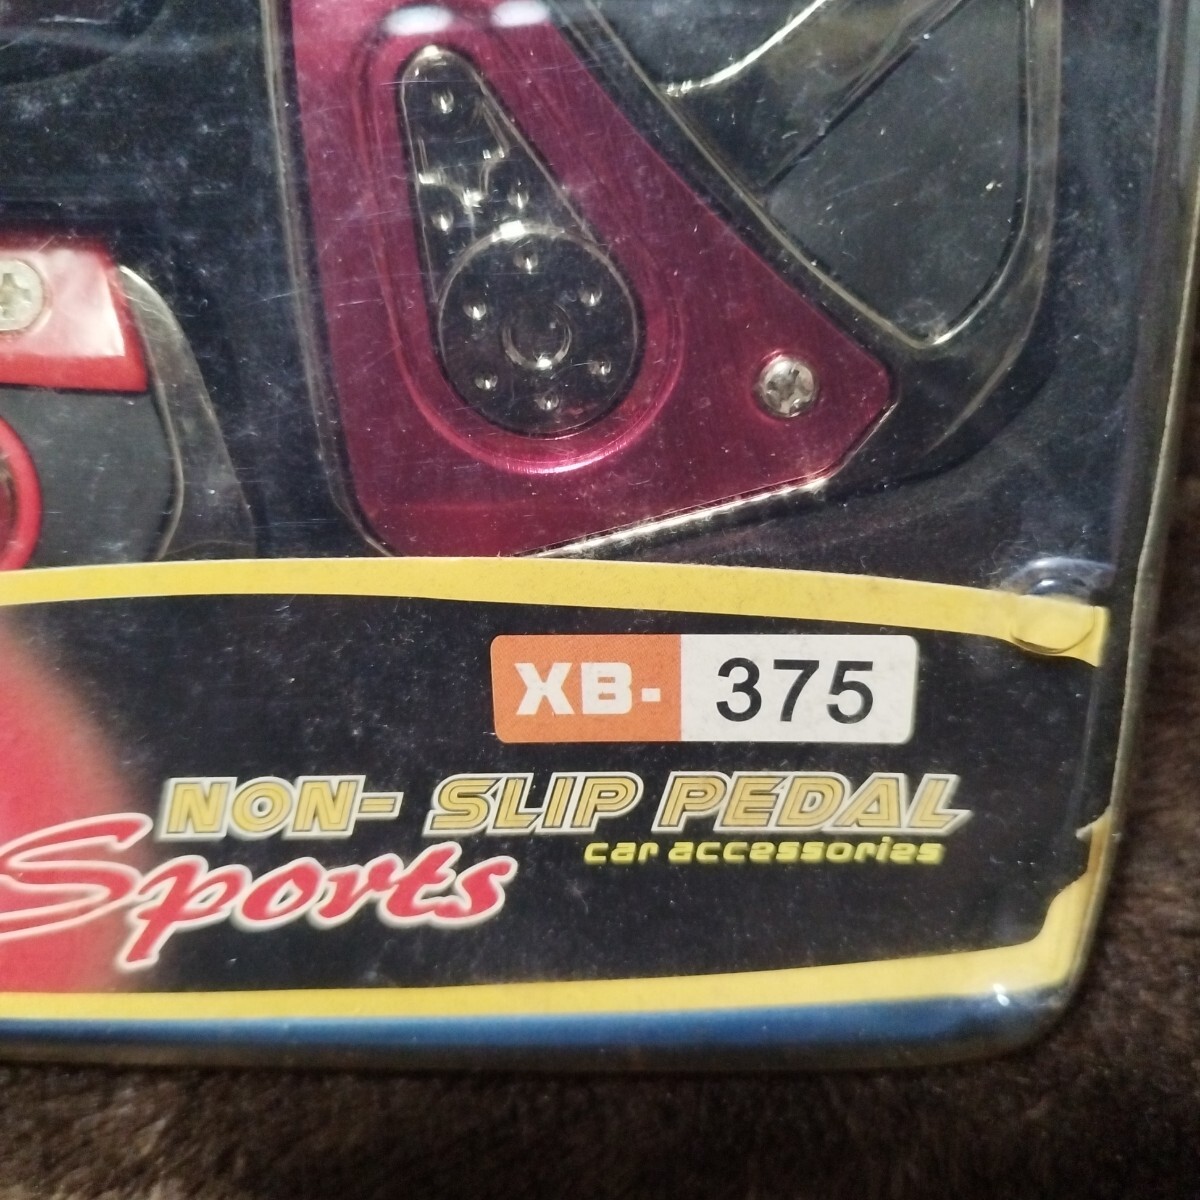 XB- 375
NON- SLIP PEDAL
car accessories
Sports